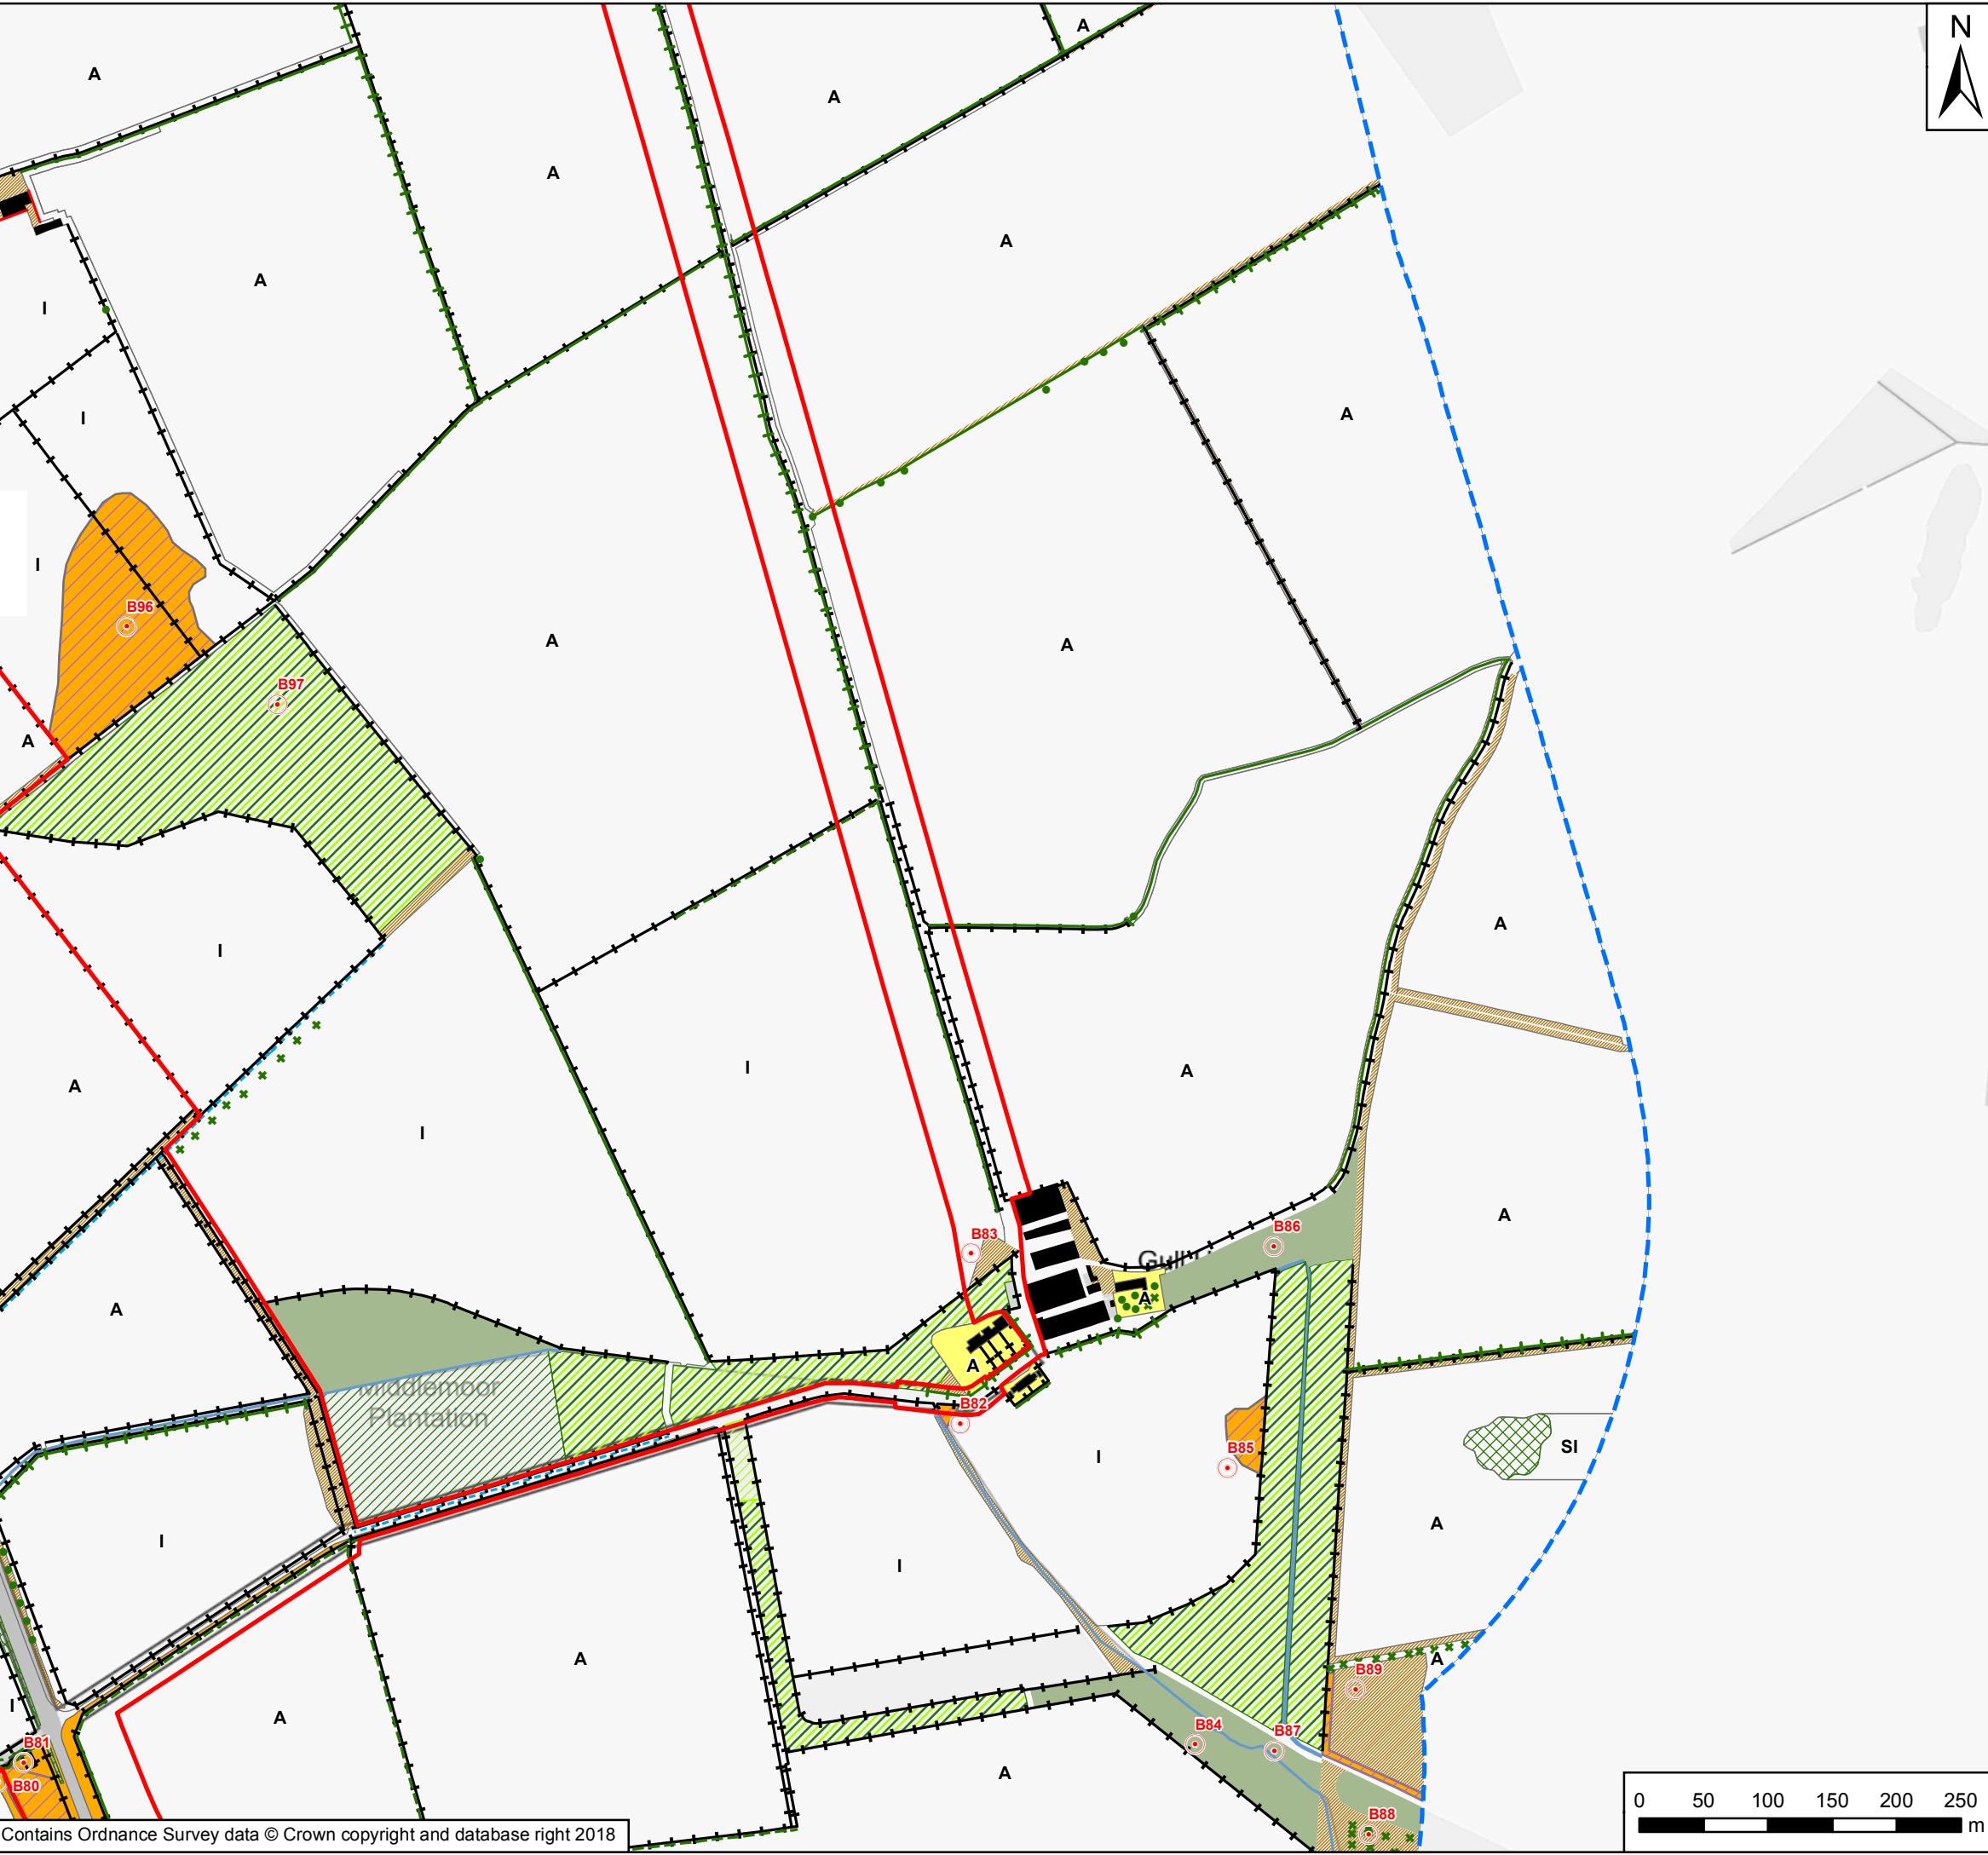 N
A
A
A
A
A
A
I
A
I
I
B96
A
A
B97
A
A
I
A
A
I
I
A
B83
B86
A
A
A
A
Middlemoor
Plantation
B82
B85
SI
I
A
I
I
A
A
B89
A
I
B84
B87
B81
A
B80
B88
0 50 100 150 200 250
m
Contains Ordnance Survey data © Crown copyright and database right 2018